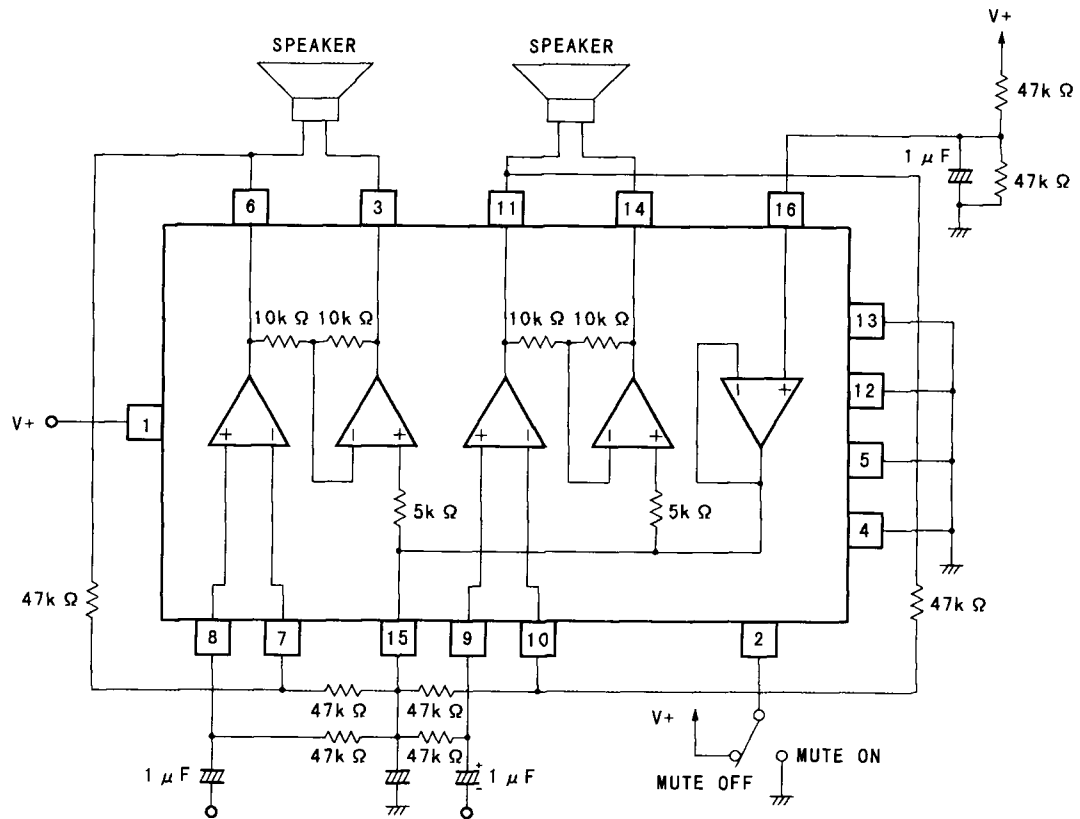 SPEAKER
SPEAKER
V+
47k Ω
1 μF
47k Ω
6
3
11
14
16
10k Ω 10k Ω
10k Ω 10k Ω
13
12
5
4
V+
1
+ −
− +
+ −
− +
− +
5k Ω
5k Ω
47k Ω
47k Ω
8
7
15
9
10
2
47k Ω
47k Ω
47k Ω
47k Ω
1 μF
+
-
1 μF
V+
MUTE OFF
MUTE ON